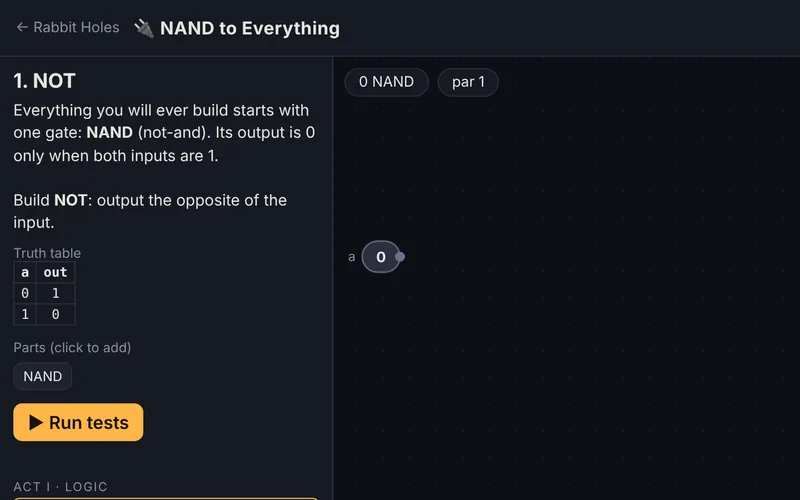 ← Rabbit Holes 🔌 NAND to Everything
1. NOT
Everything you will ever build starts with
one gate: NAND (not-and). Its output is 0
only when both inputs are 1.
Build NOT: output the opposite of the
input.
Truth table
a out
0 1
1 0
Parts (click to add)
NAND
▶ Run tests
ACT I · LOGIC
0 NAND par 1
a 0